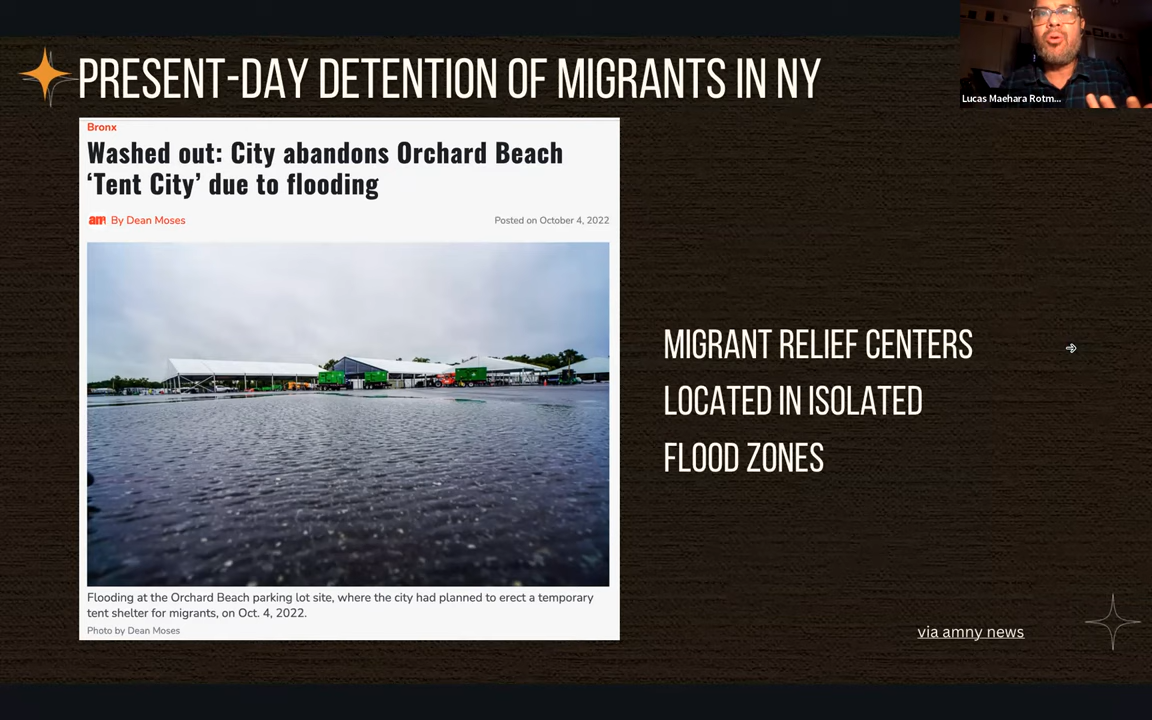 PRESENT-DAY DETENTION OF MIGRANTS IN NY
Lucas Maehara Rotm...
Bronx
Washed out: City abandons Orchard Beach
‘Tent City’ due to flooding
am By Dean Moses
Posted on October 4, 2022
Flooding at the Orchard Beach parking lot site, where the city had planned to erect a temporary
tent shelter for migrants, on Oct. 4, 2022.
Photo by Dean Moses
MIGRANT RELIEF CENTERS
LOCATED IN ISOLATED
FLOOD ZONES
via amny news